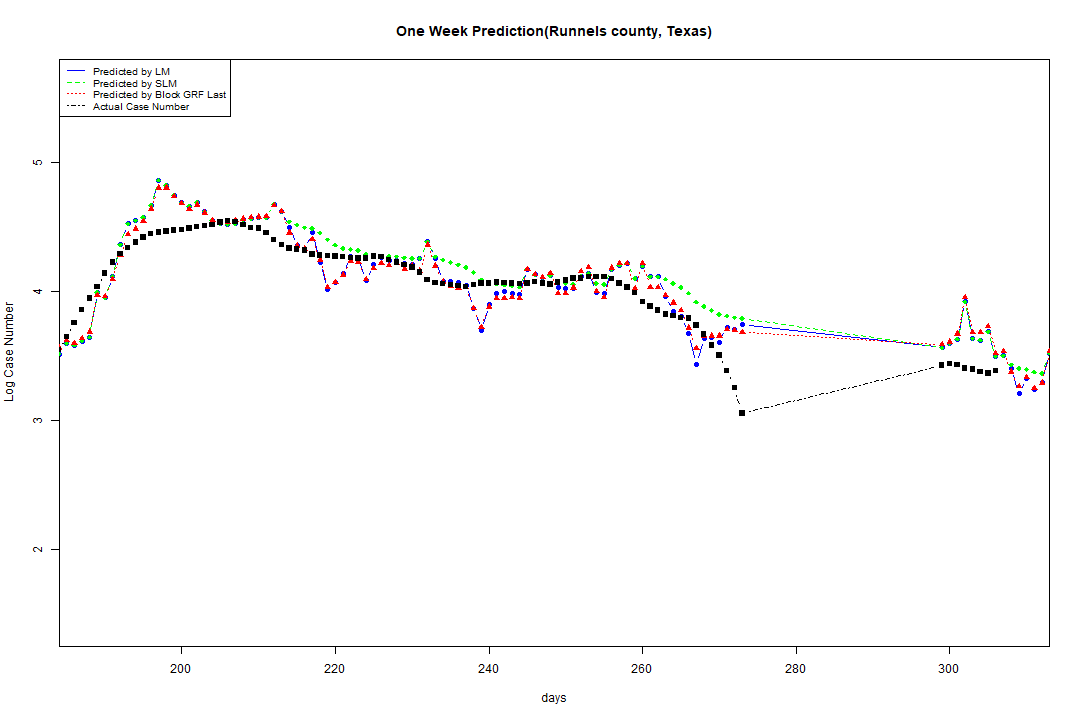 One Week Prediction(Runnels county, Texas)
Predicted by LM
Predicted by SLM
Predicted by Block GRF Last
Actual Case Number
5
4
3
2
Log Case Number
200 220 240 260 280 300
days